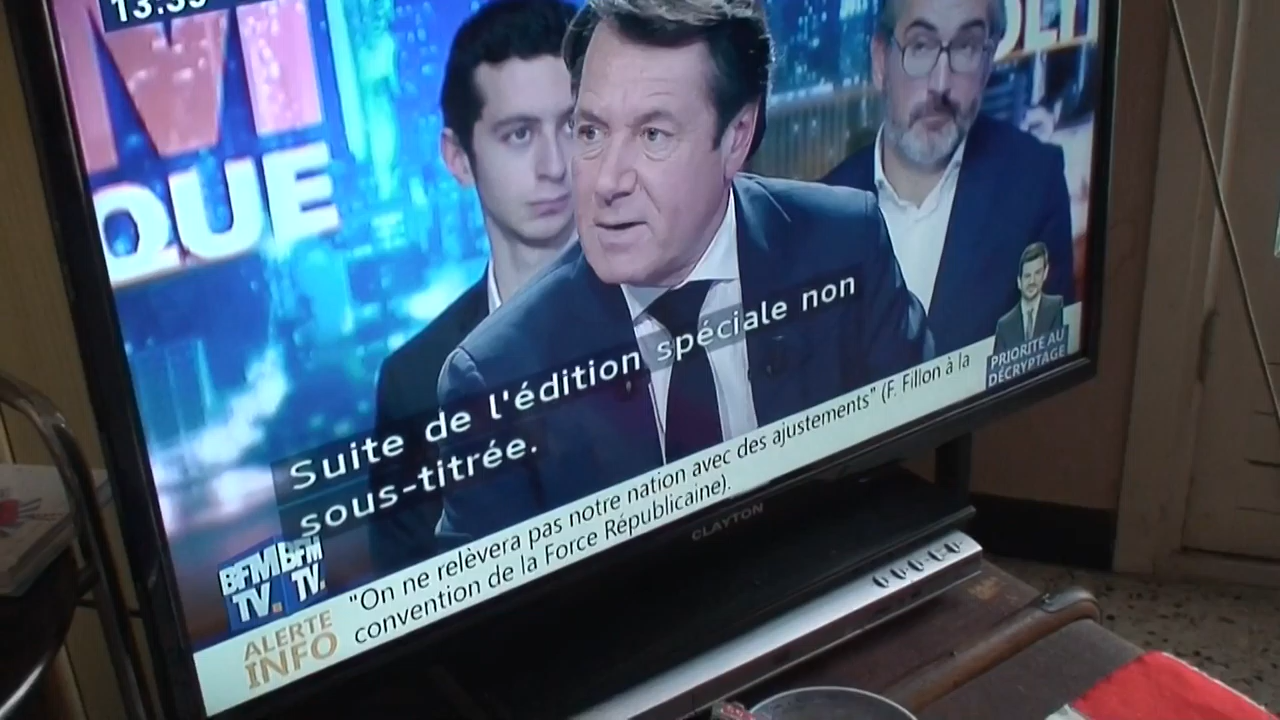 13:35
M
QUE
Suite de l'édition spéciale non
sous-titrée.
PRIORITÉ AU
DÉCRYPTAGE
BFM BFM
TV. TV.
ALERTE
INFO
"On ne relèvera pas notre nation avec des ajustements" (F. Fillon à la
convention de la Force Républicaine).
CLAYTON